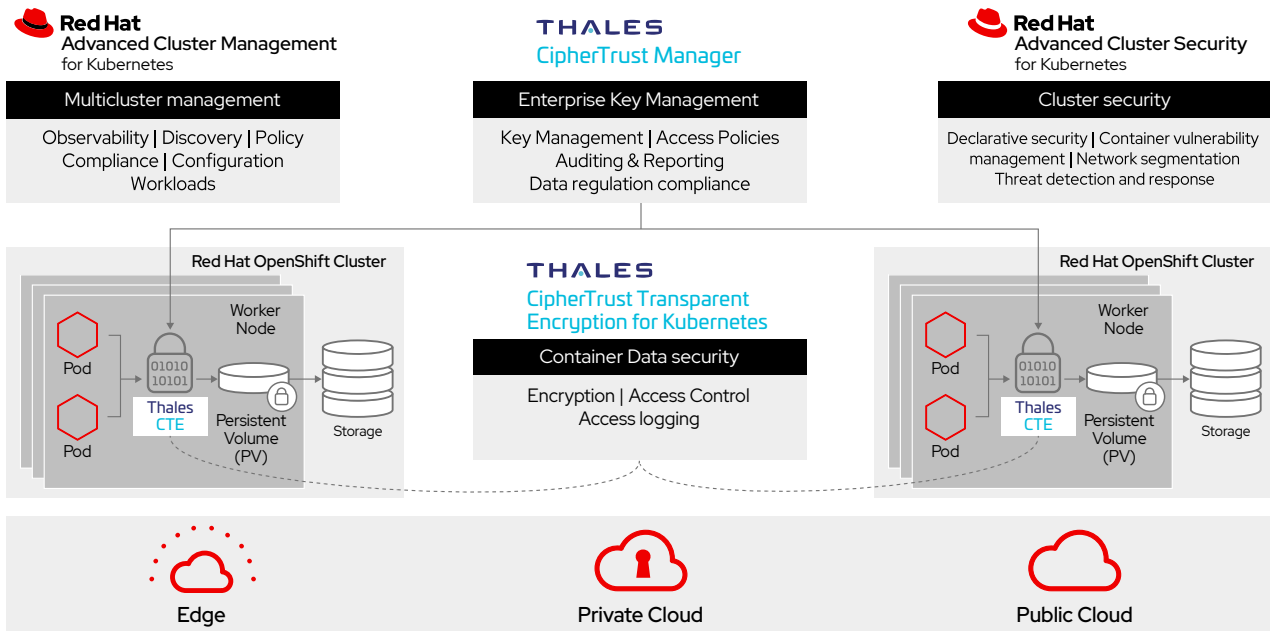 Red Hat
Advanced Cluster Management
for Kubernetes
Multicluster management
Observability | Discovery | Policy
Compliance | Configuration
Workloads
THALES
CipherTrust Manager
Enterprise Key Management
Key Management | Access Policies
Auditing & Reporting
Data regulation compliance
Red Hat
Advanced Cluster Security
for Kubernetes
Cluster security
Declarative security | Container vulnerability
management | Network segmentation
Threat detection and response
Red Hat OpenShift Cluster
Worker
Node
Pod
Pod
01010
10101
Thales
CTE
Persistent
Volume
(PV)
Storage
THALES
CipherTrust Transparent
Encryption for Kubernetes
Container Data security
Encryption | Access Control
Access logging
Red Hat OpenShift Cluster
Worker
Node
Pod
Pod
01010
10101
Thales
CTE
Persistent
Volume
(PV)
Storage
Edge
Private Cloud
Public Cloud